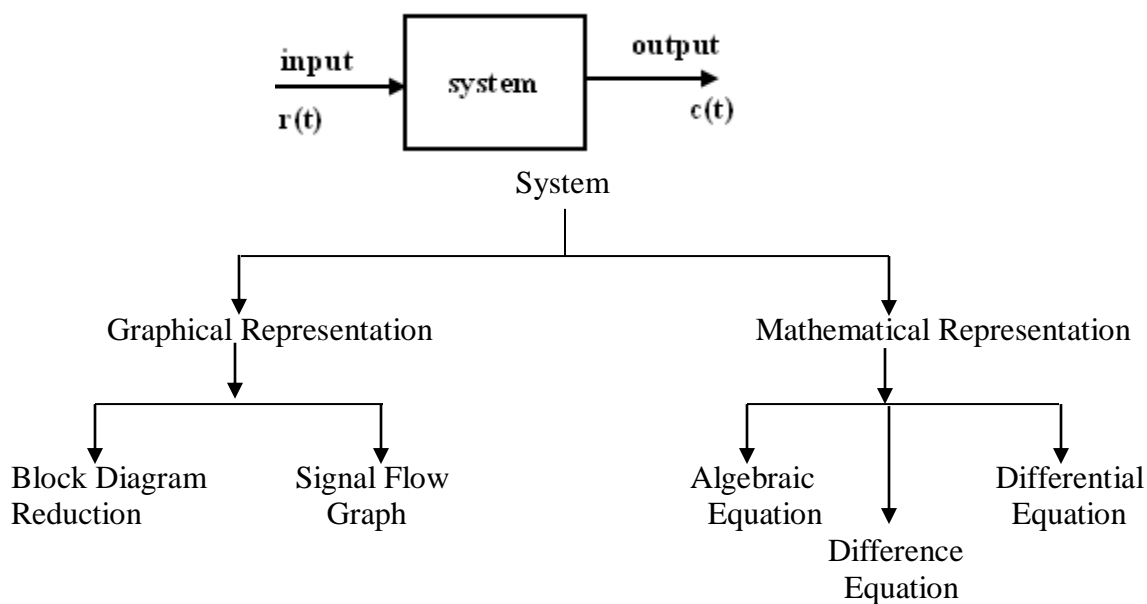 input
system
output
r(t)
c(t)
System
Graphical Representation
Mathematical Representation
Block Diagram
Reduction
Signal Flow
Graph
Algebraic
Equation
Difference
Equation
Differential
Equation